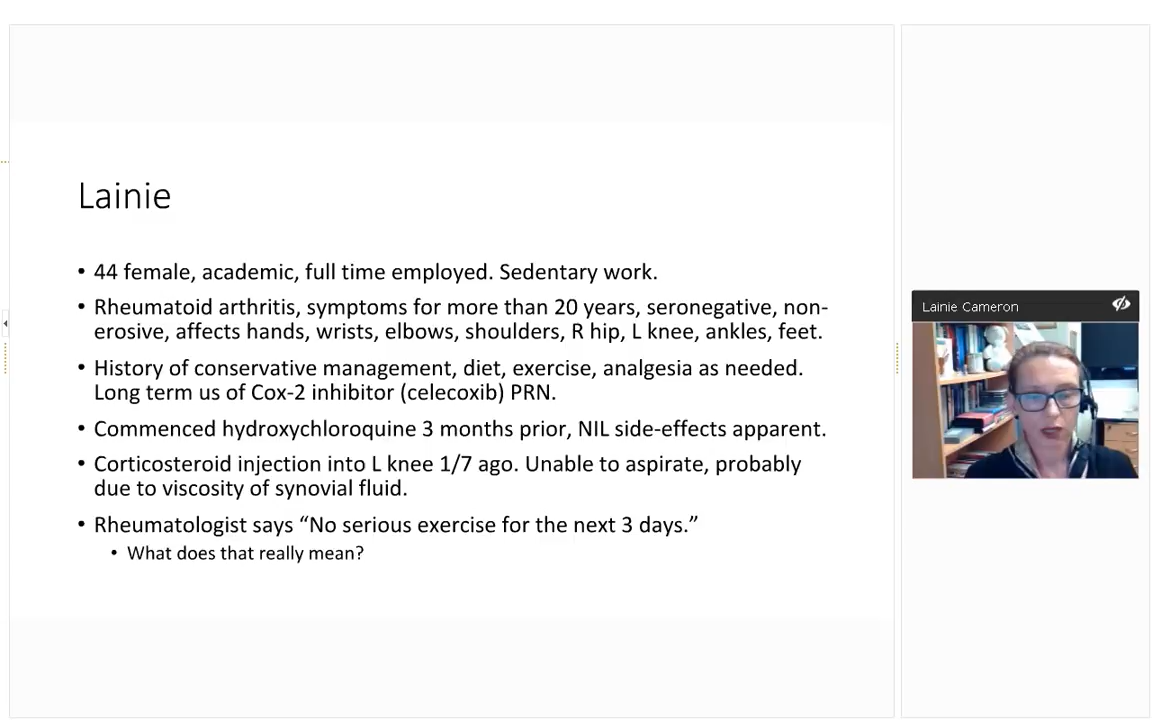 Lainie
• 44 female, academic, full time employed. Sedentary work.
• Rheumatoid arthritis, symptoms for more than 20 years, seronegative, non-
erosive, affects hands, wrists, elbows, shoulders, R hip, L knee, ankles, feet.
• History of conservative management, diet, exercise, analgesia as needed.
Long term us of Cox-2 inhibitor (celecoxib) PRN.
• Commenced hydroxychloroquine 3 months prior, NIL side-effects apparent.
• Corticosteroid injection into L knee 1/7 ago. Unable to aspirate, probably
due to viscosity of synovial fluid.
• Rheumatologist says “No serious exercise for the next 3 days.”
• What does that really mean?
Lainie Cameron